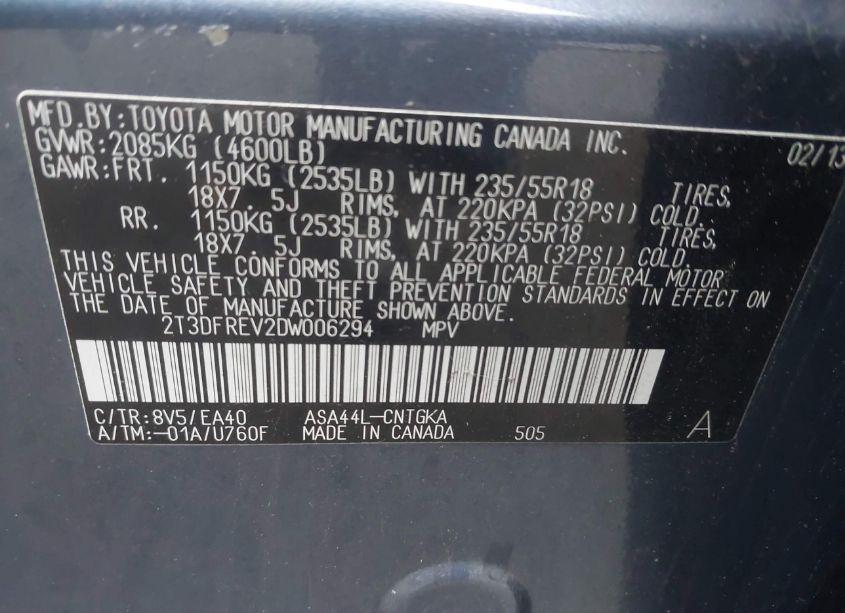 MFD.BY:TOYOTA MOTOR MANUFACTURING CANADA INC. 02/13
GVWR:2085KG (4600LB)
GAWR:FRT. 1150KG (2535LB) WITH 235/55R18 TIRES,
18X7. 5J RIMS, AT 220KPA (32PSI) COLD.
RR. 1150KG (2535LB) WITH 235/55R18 TIRES,
18X7. 5J RIMS, AT 220KPA (32PSI) COLD.
THIS VEHICLE CONFORMS TO ALL APPLICABLE FEDERAL MOTOR
VEHICLE SAFETY AND THEFT PREVENTION STANDARDS IN EFFECT ON
THE DATE OF MANUFACTURE SHOWN ABOVE.
2T3DFREV2DW006294 MPV
C/TR:8V5/EA40 ASA44L-CNTGKA
A/TM:-01A/U760F MADE IN CANADA 505 A